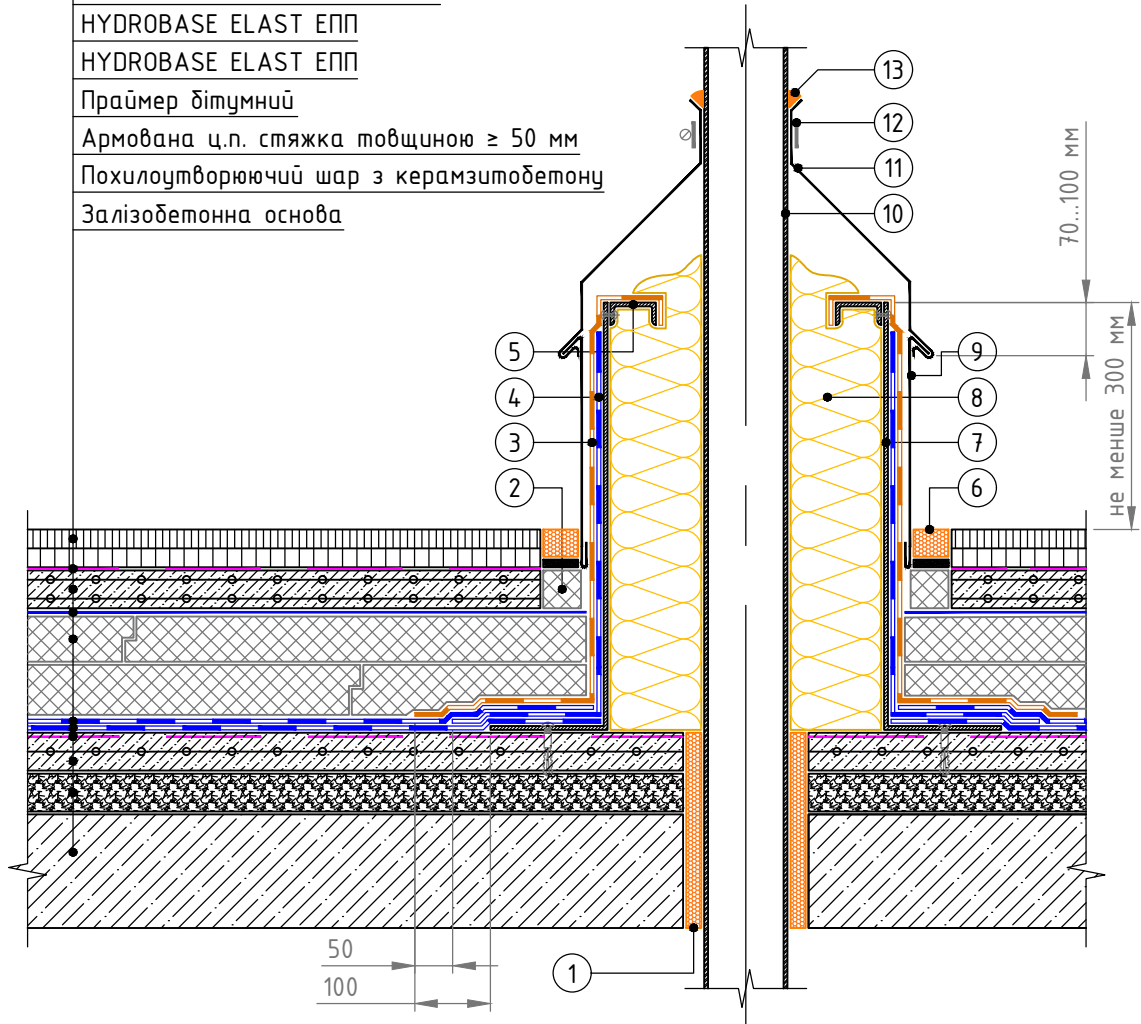 HYDROBASE ELAST ЕПП
HYDROBASE ELAST ЕПП
Праймер бітумний
Армована ц.п. стяжка товщиною ≥ 50 мм
Похилоутворюючий шар з керамзитобетону
Залізобетонна основа
13
12
11
10
70...100 мм
не менше 300 мм
5
9
4
8
3
7
2
6
50
100
1